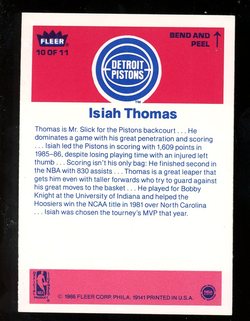 FLEER
10 OF 11
BEND AND
PEEL
DETROIT
PISTONS
TM
Isiah Thomas
Thomas is Mr. Slick for the Pistons backcourt . . . He
dominates a game with his great penetration and scoring
. . . Isiah led the Pistons in scoring with 1,609 points in
1985-86, despite losing playing time with an injured left
thumb . . . Scoring isn't his only bag: He finished second in
the NBA with 830 assists . . . Thomas is a great leaper that
gets him even with taller forwards who try to guard against
his great moves to the basket . . . He played for Bobby
Knight at the University of Indiana and helped the
Hoosiers win the NCAA title in 1981 over North Carolina
. . . Isiah was chosen the tourney's MVP that year.
© 1986 FLEER CORP. PHILA. 19141 PRINTED IN U.S.A.